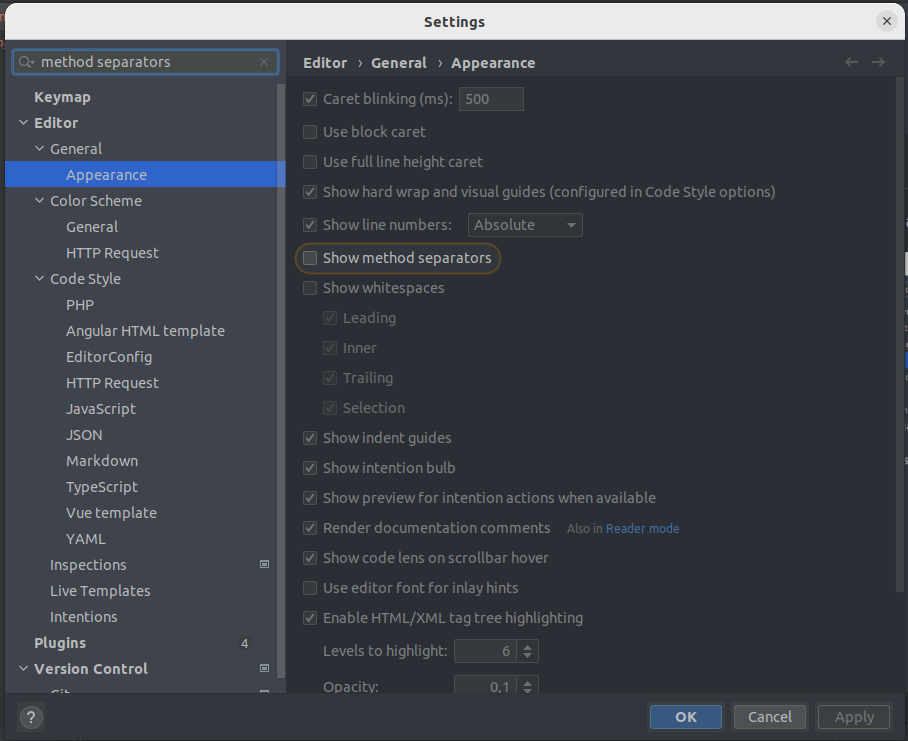 Settings
method separators
Editor › General › Appearance
Keymap
Editor
General
Appearance
Color Scheme
General
HTTP Request
Code Style
PHP
Angular HTML template
EditorConfig
HTTP Request
JavaScript
JSON
Markdown
TypeScript
Vue template
YAML
Inspections
Live Templates
Intentions
Plugins 4
Version Control
Caret blinking (ms): 500
Use block caret
Use full line height caret
Show hard wrap and visual guides (configured in Code Style options)
Show line numbers: Absolute
Show method separators
Show whitespaces
Leading
Inner
Trailing
Selection
Show indent guides
Show intention bulb
Show preview for intention actions when available
Render documentation comments Also in Reader mode
Show code lens on scrollbar hover
Use editor font for inlay hints
Enable HTML/XML tag tree highlighting
Levels to highlight: 6
Opacity: 0,1
?
OK Cancel Apply